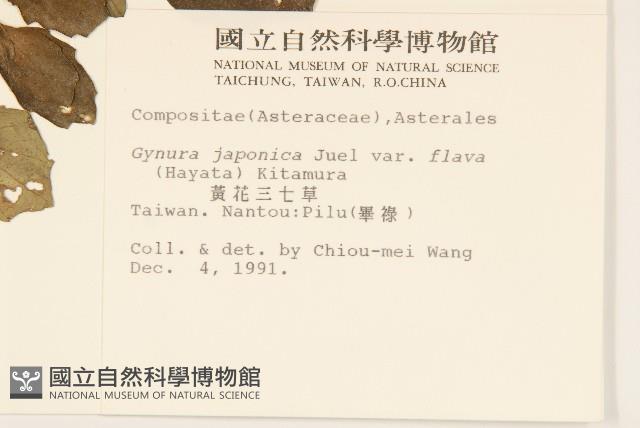 國立自然科學博物館
NATIONAL MUSEUM OF NATURAL SCIENCE
TAICHUNG, TAIWAN, R.O.CHINA
Compositae(Asteraceae),Asterales
Gynura japonica Juel var. flava
(Hayata) Kitamura
黃花三七草
Taiwan. Nantou:Pilu(畢祿)
Coll. & det. by Chiou-mei Wang
Dec. 4, 1991.
國立自然科學博物館
NATIONAL MUSEUM OF NATURAL SCIENCE